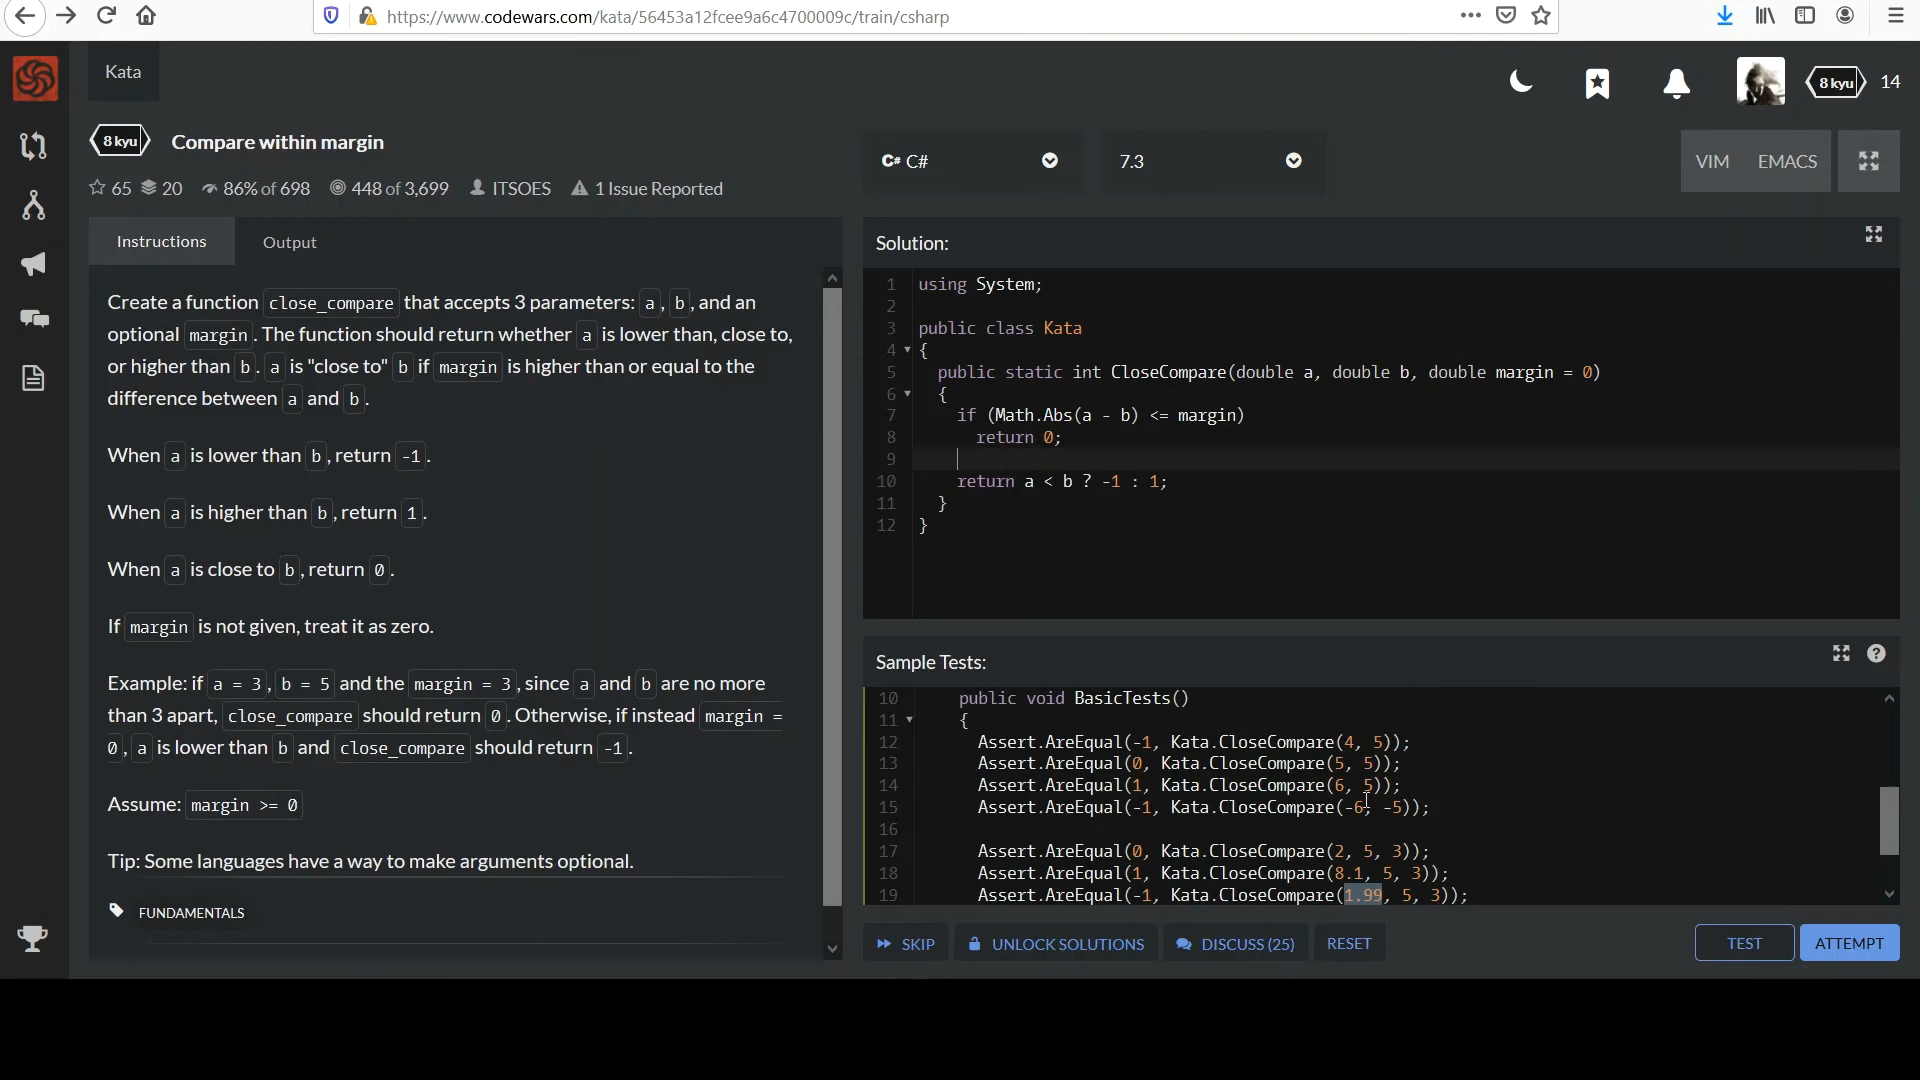 https://www.codewars.com/kata/56453a12fcee9a6c4700009c/train/csharp
Kata
8 kyu
14
8 kyu
Compare within margin
65 20 86% of 698 448 of 3,699 ITSOES 1 Issue Reported
C# C#
7.3
VIM EMACS
Instructions
Output
Create a function close_compare that accepts 3 parameters: a, b, and an
optional margin. The function should return whether a is lower than, close to,
or higher than b. a is "close to" b if margin is higher than or equal to the
difference between a and b.
When a is lower than b, return -1.
When a is higher than b, return 1.
When a is close to b, return 0.
If margin is not given, treat it as zero.
Example: if a = 3, b = 5 and the margin = 3, since a and b are no more
than 3 apart, close_compare should return 0. Otherwise, if instead margin =
0, a is lower than b and close_compare should return -1.
Assume: margin >= 0
Tip: Some languages have a way to make arguments optional.
FUNDAMENTALS
Solution:
1 using System;
2
3 public class Kata
4 {
5 public static int CloseCompare(double a, double b, double margin = 0)
6 {
7 if (Math.Abs(a - b) <= margin)
8 return 0;
9
10 return a < b ? -1 : 1;
11 }
12 }
Sample Tests:
10 public void BasicTests()
11 {
12 Assert.AreEqual(-1, Kata.CloseCompare(4, 5));
13 Assert.AreEqual(0, Kata.CloseCompare(5, 5));
14 Assert.AreEqual(1, Kata.CloseCompare(6, 5));
15 Assert.AreEqual(-1, Kata.CloseCompare(-6, -5));
16
17 Assert.AreEqual(0, Kata.CloseCompare(2, 5, 3));
18 Assert.AreEqual(1, Kata.CloseCompare(8.1, 5, 3));
19 Assert.AreEqual(-1, Kata.CloseCompare(1.99, 5, 3));
SKIP
UNLOCK SOLUTIONS
DISCUSS (25)
RESET
TEST
ATTEMPT